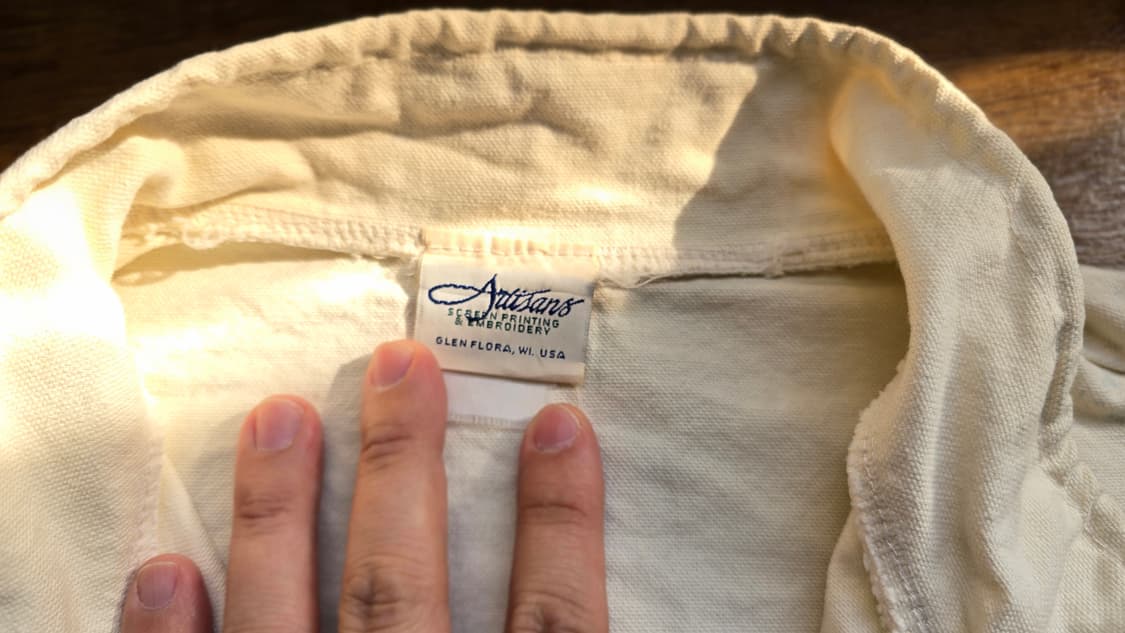 Artisans
SCREEN PRINTING
& EMBROIDERY
GLEN FLORA, WI. USA